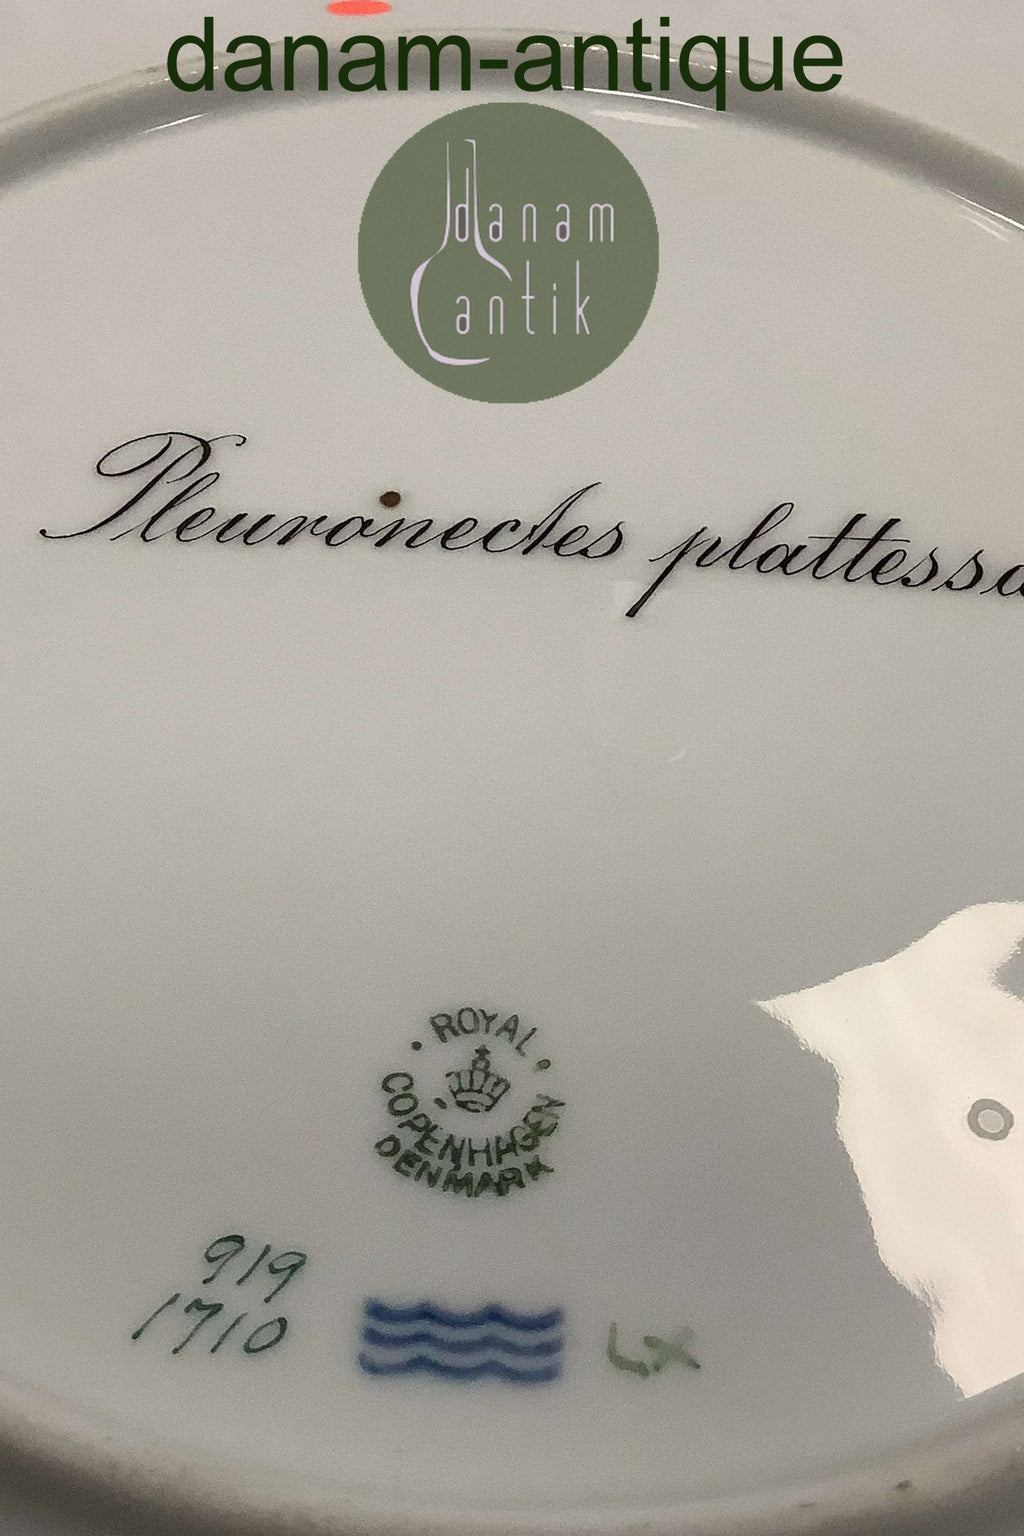 danam-antique
danam
antik
Pleuronectes plattessa
ROYAL
COPENHAGEN
DENMARK
919
1710
LX